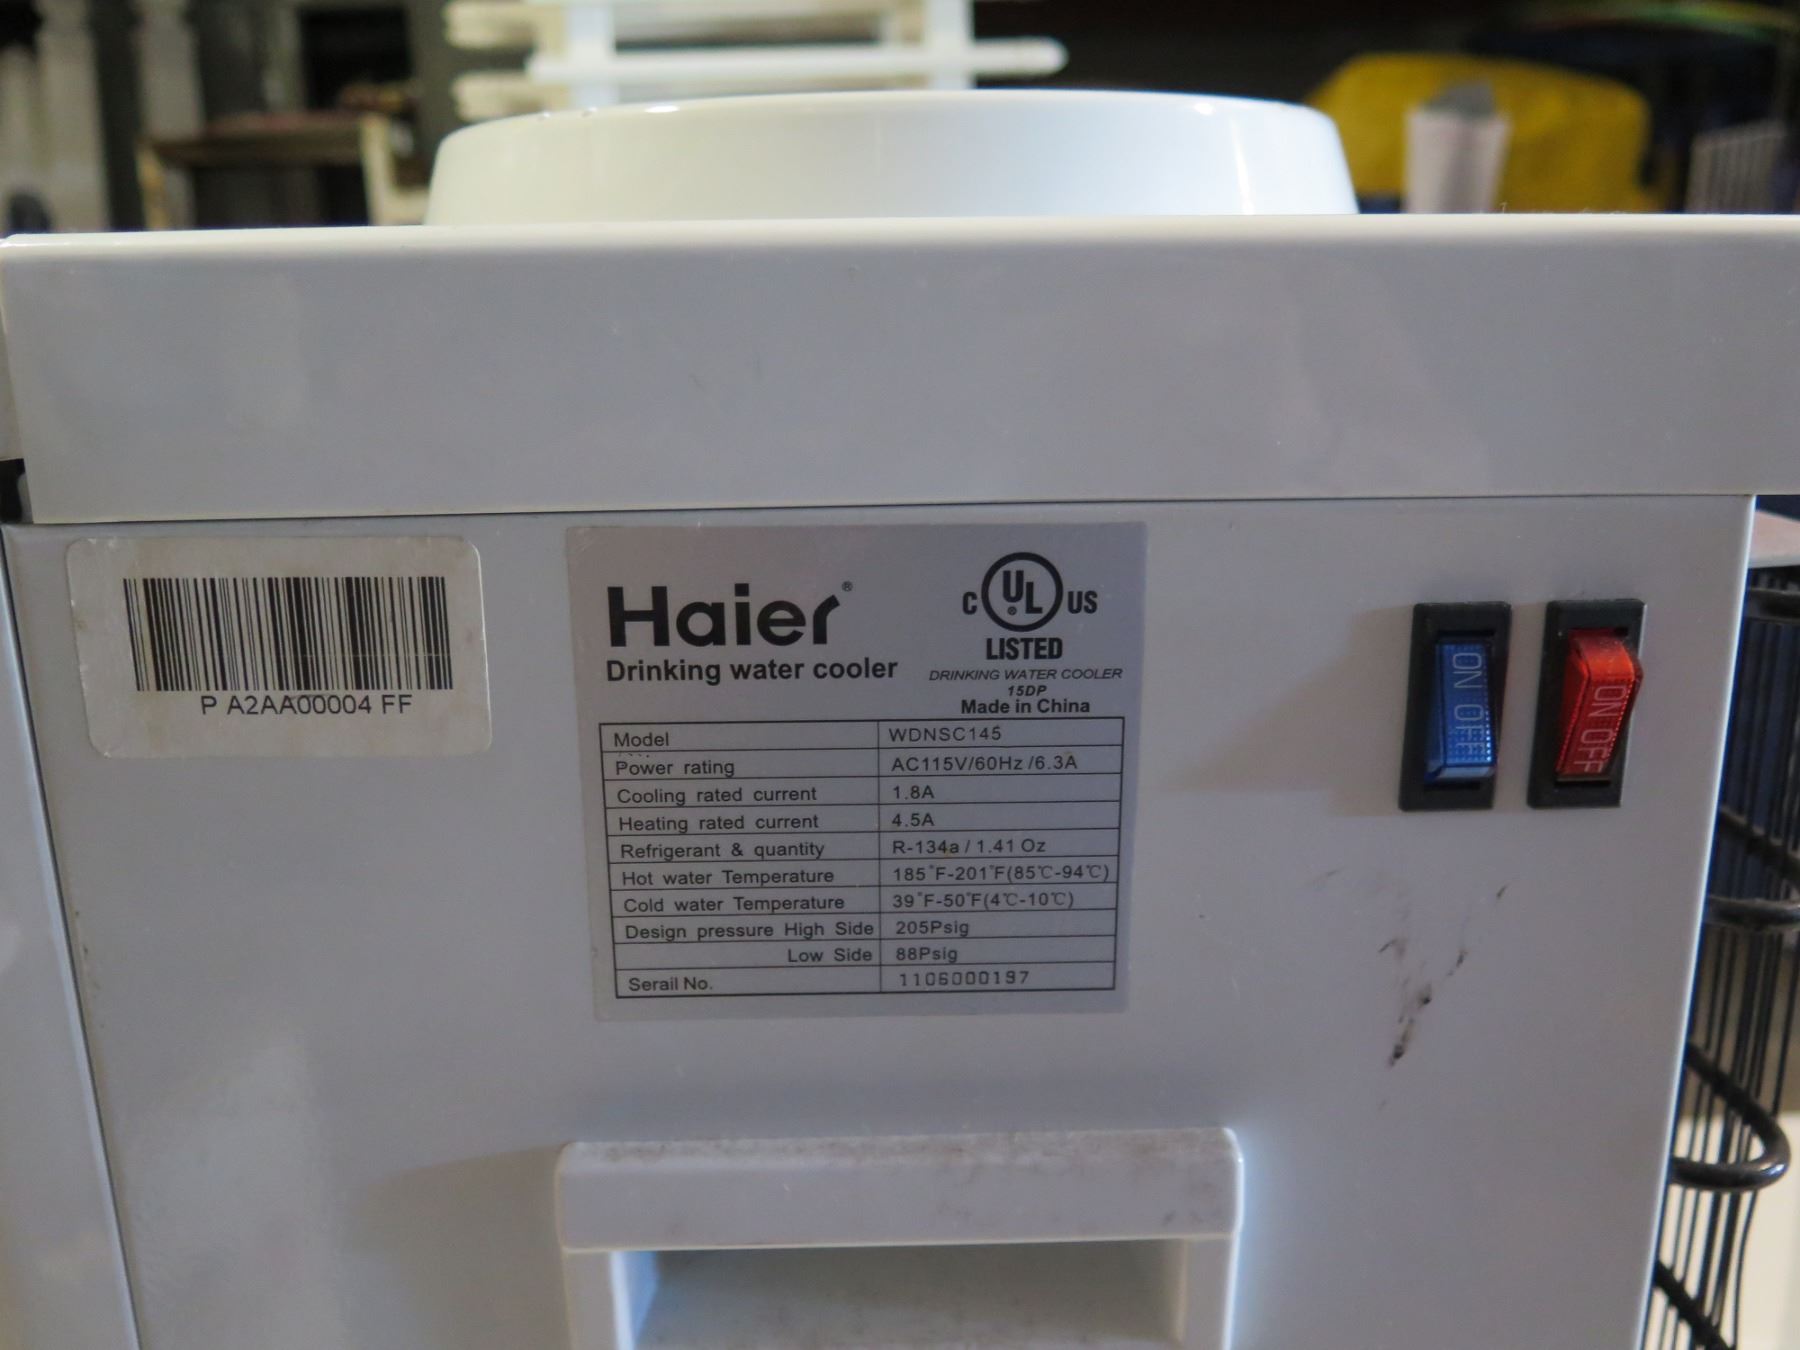 P A2AA00004 FF
Haier®
Drinking water cooler
C UL® US
LISTED
DRINKING WATER COOLER
15DP
Made in China
Model WDNSC145
Power rating AC115V/60Hz /6.3A
Cooling rated current 1.8A
Heating rated current 4.5A
Refrigerant & quantity R-134a / 1.41 Oz
Hot water Temperature 185°F-201°F(85℃-94℃)
Cold water Temperature 39°F-50°F(4℃-10℃)
Design pressure High Side 205Psig
Low Side 88Psig
Serail No. 1106000197
ON OFF
ON OFF